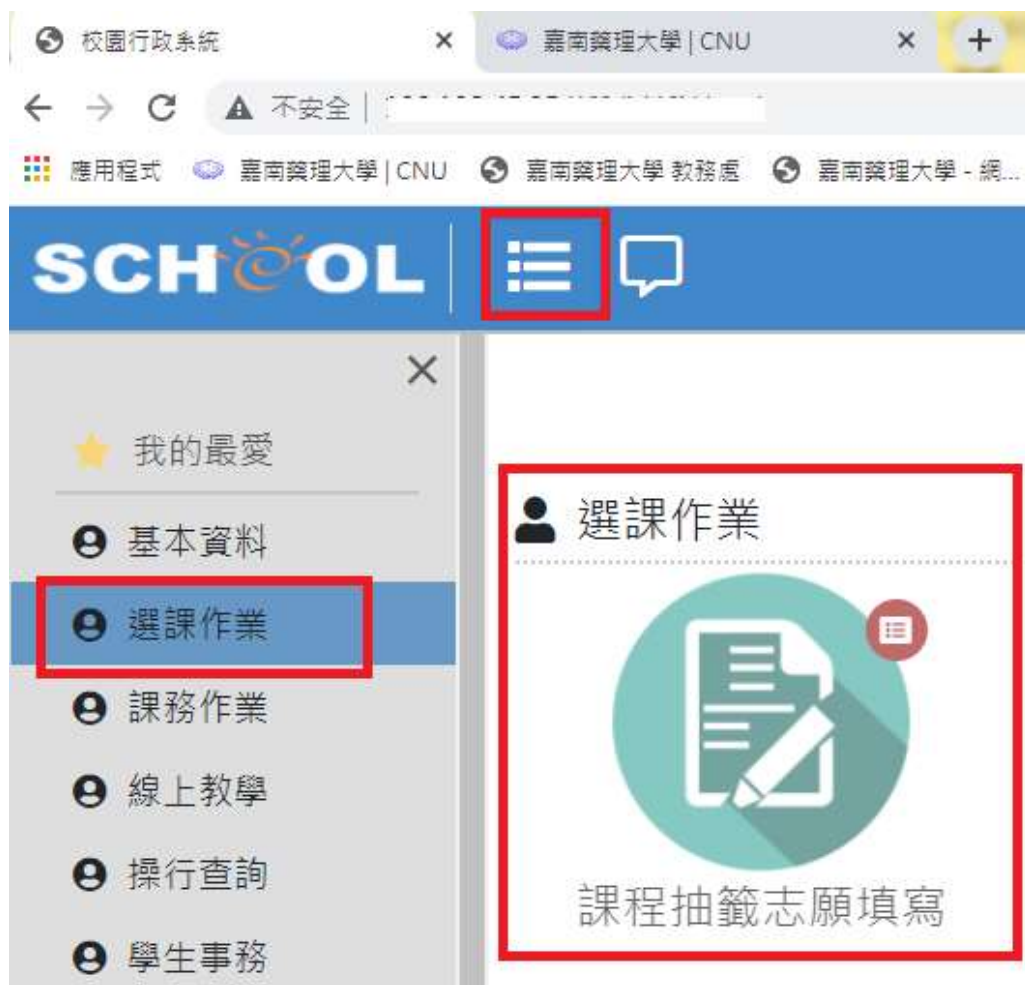 校園行政系統
嘉南藥理大學 | CNU
不安全
應用程式
嘉南藥理大學 | CNU
嘉南藥理大學 教務處
嘉南藥理大學 - 網...
SCHOOL
我的最愛
基本資料
選課作業
課務作業
線上教學
操行查詢
學生事務
選課作業
課程抽籤志願填寫